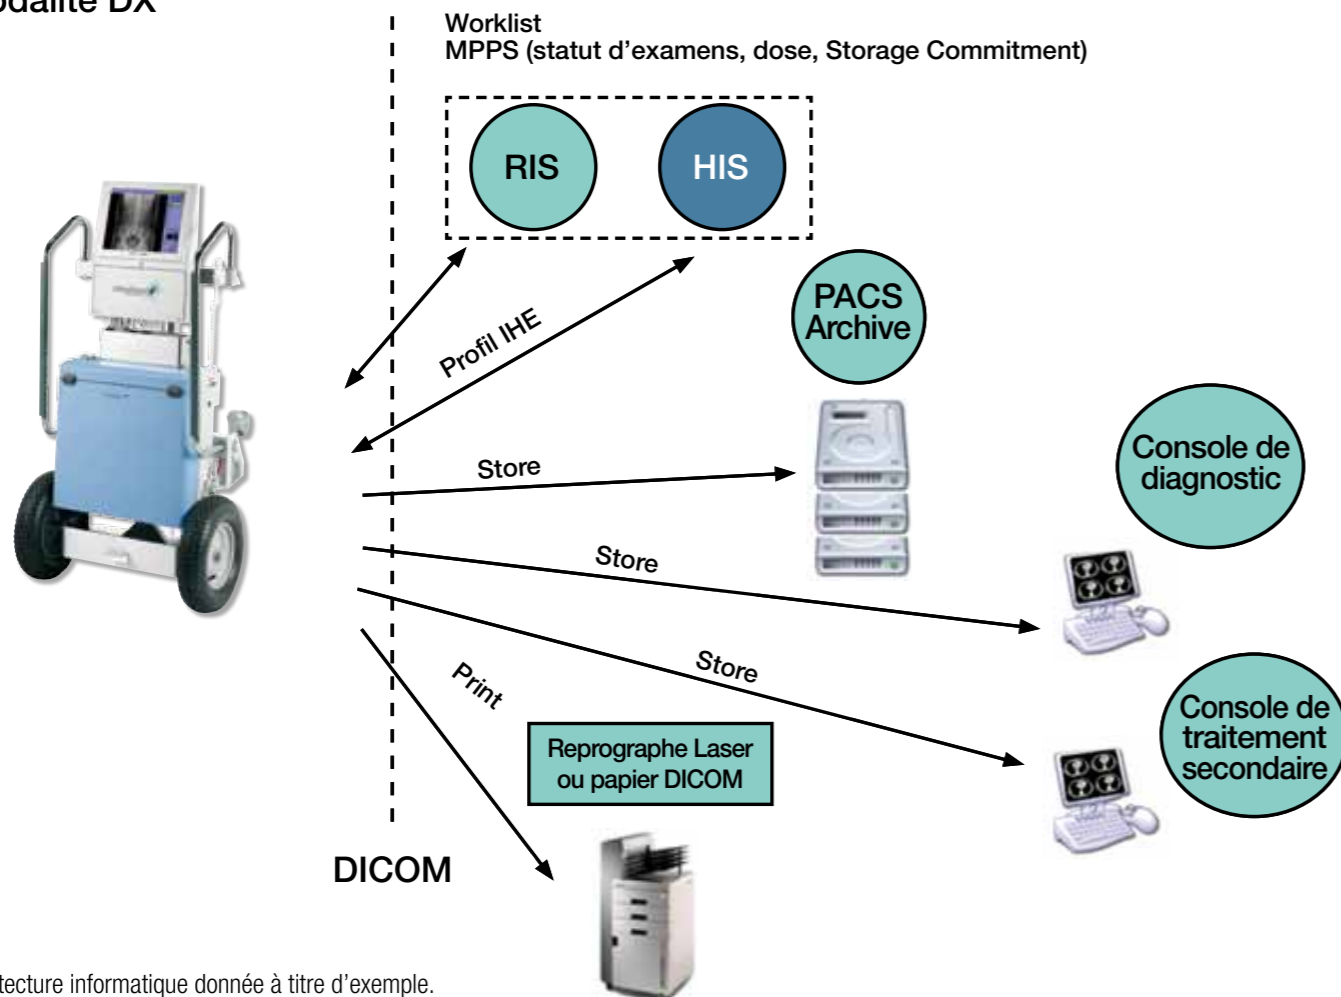 odalité DX
Worklist
MPPS (statut d'examens, dose, Storage Commitment)
RIS
HIS
PACS
Archive
Profil IHE
Store
Console de
diagnostic
Store
Store
Console de
traitement
secondaire
Print
Reprographe Laser
ou papier DICOM
DICOM
tecture informatique donnée à titre d'exemple.